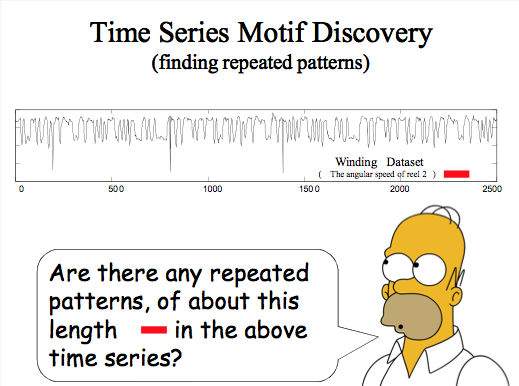 Time Series Motif Discovery
(finding repeated patterns)
Winding Dataset
( The angular speed of reel 2 )
0 500 1000 1500 2000 2500
Are there any repeated
patterns, of about this
length in the above
time series?